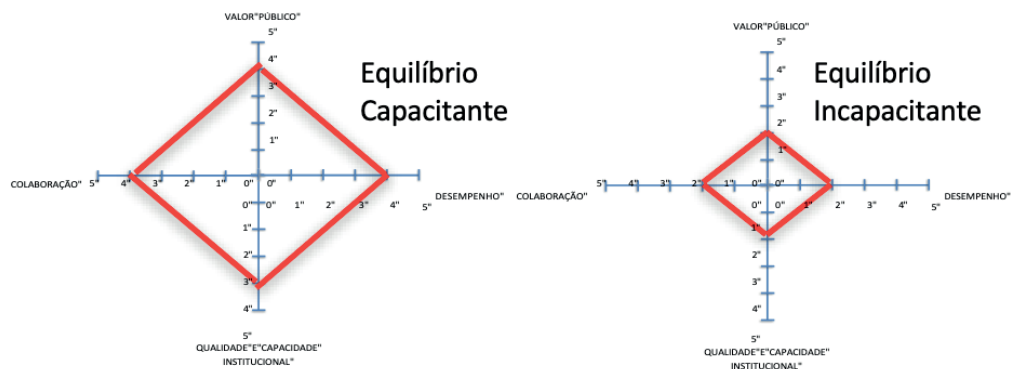 VALOR"PÚBLICO"
5"
4"
3"
2"
1"
Equilíbrio
Capacitante
COLABORAÇÃO" 5" 4" 3" 2" 1" 0" 0" 1" 2" 3" 4" 5" DESEMPENHO"
0"
1"
2"
3"
4"
5"
QUALIDADE"E"CAPACIDADE"
INSTITUCIONAL"
VALOR"PÚBLICO"
5"
4"
3"
2"
1"
Equilíbrio
Incapacitante
COLABORAÇÃO" 5" 4" 3" 2" 1" 0" 0" 0" 1" 2" 3" 4" 5" DESEMPENHO"
0"
1"
2"
3"
4"
5"
QUALIDADE"E"CAPACIDADE"
INSTITUCIONAL"